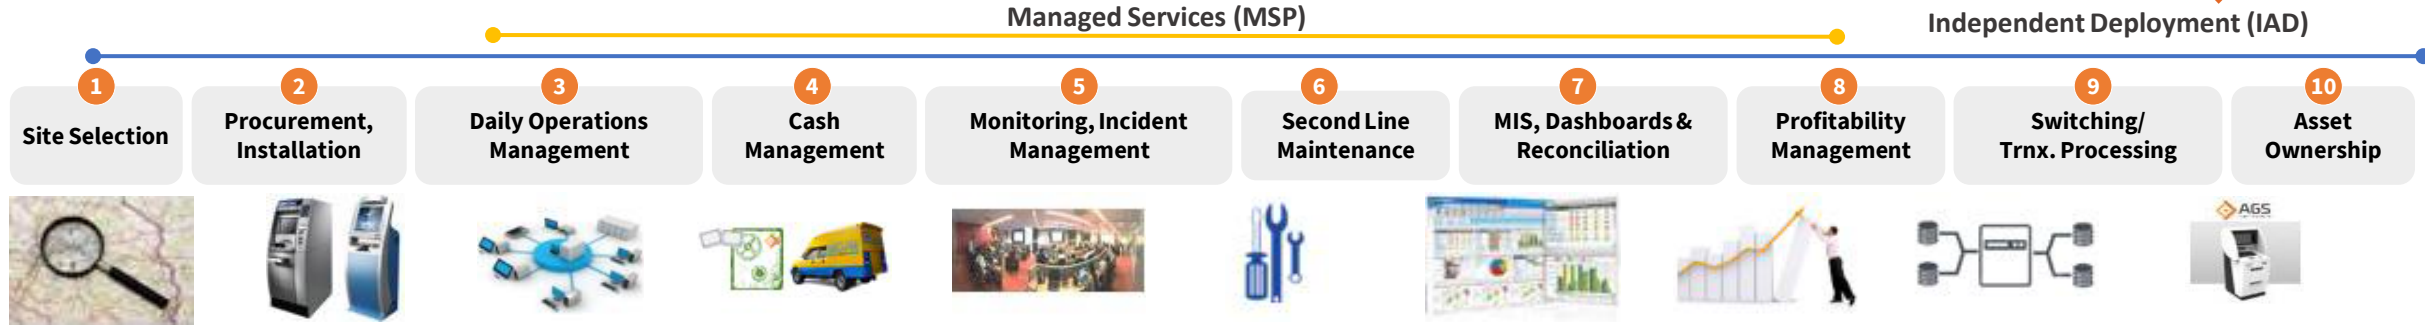 Managed Services (MSP)
Independent Deployment (IAD)
1
Site Selection
2
Procurement,
Installation
3
Daily Operations
Management
4
Cash
Management
5
Monitoring, Incident
Management
6
Second Line
Maintenance
7
MIS, Dashboards &
Reconciliation
8
Profitability
Management
9
Switching/
Trnx. Processing
10
Asset
Ownership
AGS